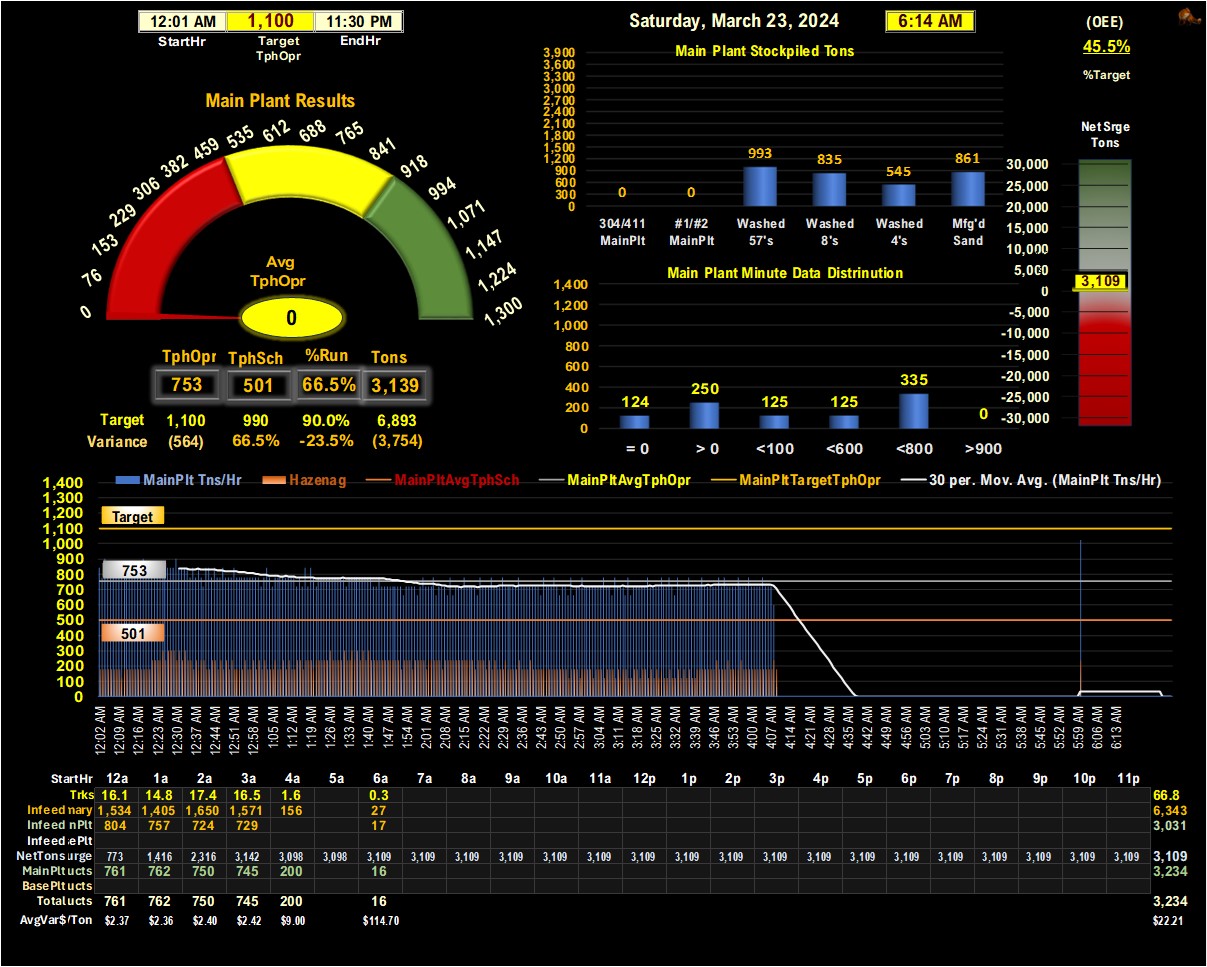 12:01 AM 1,100 11:30 PM
StartHr Target TphOpr EndHr
Saturday, March 23, 2024 6:14 AM
(OEE)
45.5%
%Target
Main Plant Results
0 76 153 229 306 382 459 535 612 688 765 841 918 994 1,071 1,147 1,224 1,300
Avg
TphOpr
0
TphOpr TphSch %Run Tons
753 501 66.5% 3,139
Target 1,100 990 90.0% 6,893
Variance (564) 66.5% -23.5% (3,754)
Main Plant Stockpiled Tons
3,900
3,600
3,300
3,000
2,700
2,400
2,100
1,800
1,500
1,200
900
600
300
0
0 0 993 835 545 861
304/411 #1/#2 Washed Washed Washed Mfg'd
MainPlt MainPlt 57's 8's 4's Sand
Main Plant Minute Data Distrinution
1,400
1,200
1,000
800
600
400
200
0
124 250 125 125 335 0
= 0 > 0 <100 <600 <800 >900
Net Srge
Tons
30,000
25,000
20,000
15,000
10,000
5,000
0
-5,000
-10,000
-15,000
-20,000
-25,000
-30,000
3,109
MainPlt Tns/Hr Hazenag MainPltAvgTphSch MainPltAvgTphOpr MainPltTargetTphOpr 30 per. Mov. Avg. (MainPlt Tns/Hr)
1,400
1,300
1,200
1,100
1,000
900
800
700
600
500
400
300
200
100
0
Target
753
501
12:02 AM 12:09 AM 12:16 AM 12:23 AM 12:30 AM 12:37 AM 12:44 AM 12:51 AM 12:58 AM 1:05 AM 1:12 AM 1:19 AM 1:26 AM 1:33 AM 1:40 AM 1:47 AM 1:54 AM 2:01 AM 2:08 AM 2:15 AM 2:22 AM 2:29 AM 2:36 AM 2:43 AM 2:50 AM 2:57 AM 3:04 AM 3:11 AM 3:18 AM 3:25 AM 3:32 AM 3:39 AM 3:46 AM 3:53 AM 4:00 AM 4:07 AM 4:14 AM 4:21 AM 4:28 AM 4:35 AM 4:42 AM 4:49 AM 4:56 AM 5:03 AM 5:10 AM 5:17 AM 5:24 AM 5:31 AM 5:38 AM 5:45 AM 5:52 AM 5:59 AM 6:06 AM 6:13 AM
StartHr 12a 1a 2a 3a 4a 5a 6a 7a 8a 9a 10a 11a 12p 1p 2p 3p 4p 5p 6p 7p 8p 9p 10p 11p
Trks 16.1 14.8 17.4 16.5 1.6 0.3 66.8
Infeed nary 1,534 1,405 1,650 1,571 156 27 6,343
Infeed nPlt 804 757 724 729 17 3,031
Infeed ePlt
NetTons urge 773 1,416 2,316 3,142 3,098 3,098 3,109 3,109 3,109 3,109 3,109 3,109 3,109 3,109 3,109 3,109 3,109 3,109 3,109 3,109 3,109 3,109 3,109 3,109 3,109
MainPlt ucts 761 762 750 745 200 16 3,234
BasePlt ucts
Total ucts 761 762 750 745 200 16 3,234
AvgVar$/Ton $2.37 $2.36 $2.40 $2.42 $9.00 $114.70 $22.21